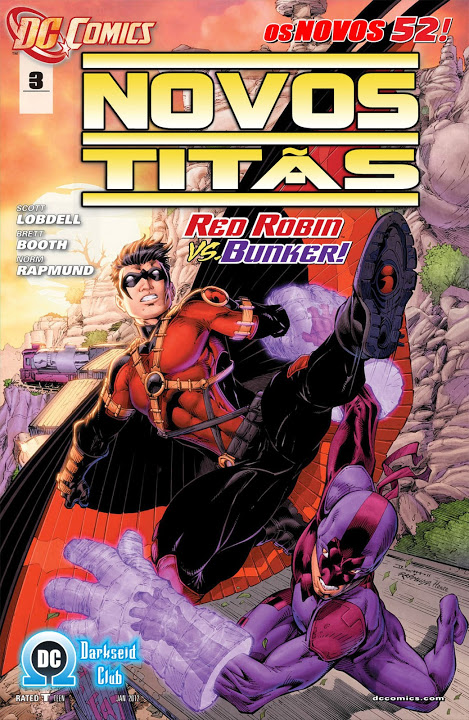 DC COMICS
OS NOVOS 52!
3
NOVOS
TITÃS
SCOTT
LOBDELL
BRETT
BOOTH
NORM
RAPMUND
RED ROBIN
VS. BUNKER!
DC
Darkseid
Club
RATED T TEEN
JAN 2012
dccomics.com